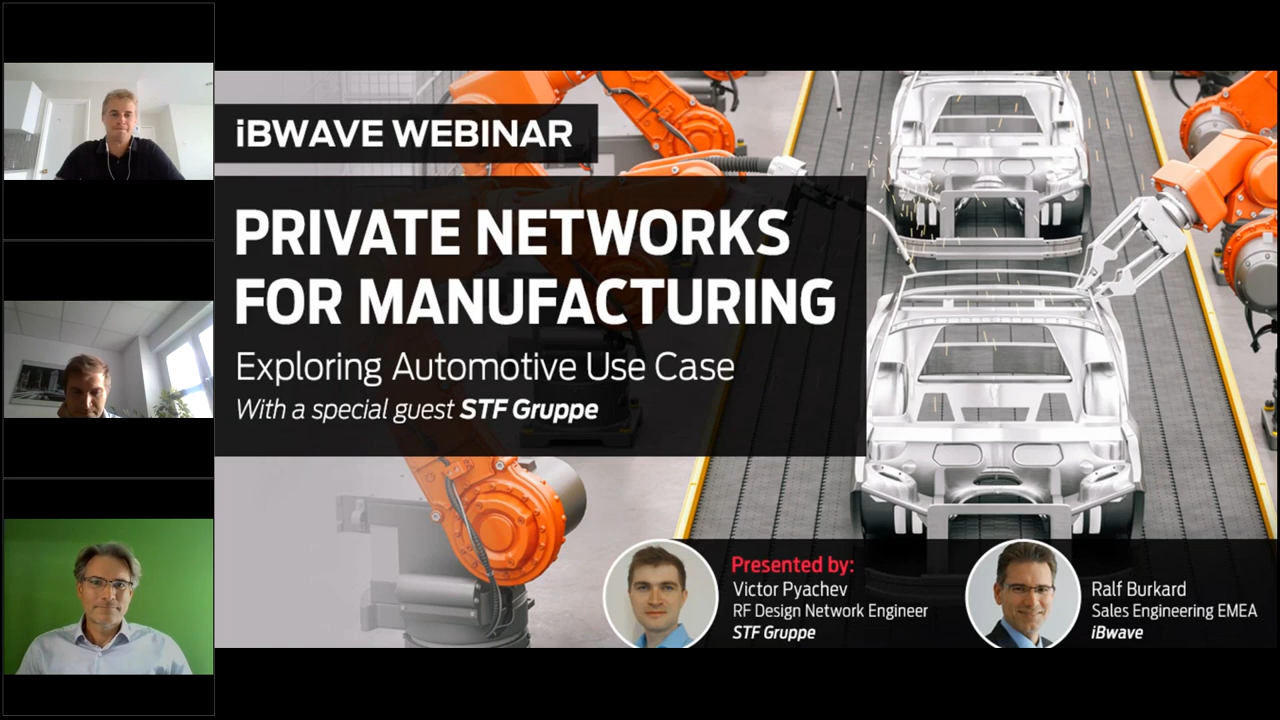 iBWAVE WEBINAR
PRIVATE NETWORKS
FOR MANUFACTURING
Exploring Automotive Use Case
With a special guest STF Gruppe
Presented by:
Victor Pyachev
RF Design Network Engineer
STF Gruppe
Ralf Burkard
Sales Engineering EMEA
iBwave